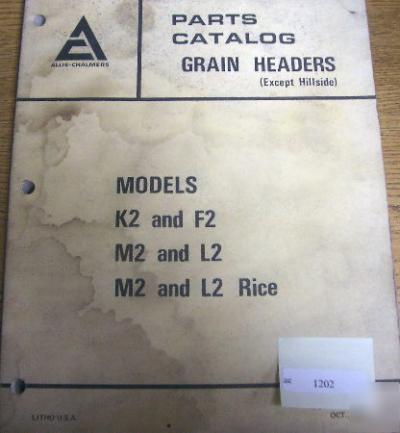 PARTS
CATALOG
ALLIS-CHALMERS
GRAIN HEADERS
(Except Hillside)
MODELS
K2 and F2
M2 and L2
M2 and L2 Rice
1202
LITHO U.S.A.
OCT.